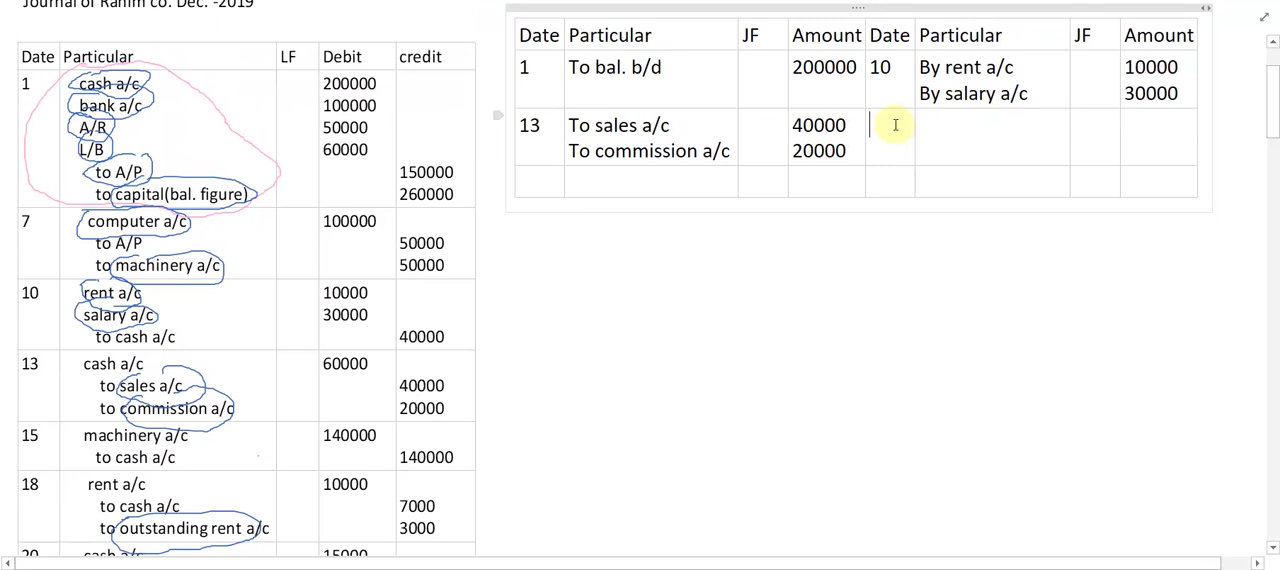 Journal of Rahim co. Dec. -2019
Date Particular LF Debit credit
1 cash a/c 200000
bank a/c 100000
A/R 50000
L/B 60000
to A/P 150000
to capital(bal. figure) 260000
7 computer a/c 100000
to A/P 50000
to machinery a/c 50000
10 rent a/c 10000
salary a/c 30000
to cash a/c 40000
13 cash a/c 60000
to sales a/c 40000
to commission a/c 20000
15 machinery a/c 140000
to cash a/c 140000
18 rent a/c 10000
to cash a/c 7000
to outstanding rent a/c 3000
20 cash a/c 15000
Date Particular JF Amount Date Particular JF Amount
1 To bal. b/d 200000 10 By rent a/c 10000
By salary a/c 30000
13 To sales a/c 40000
To commission a/c 20000